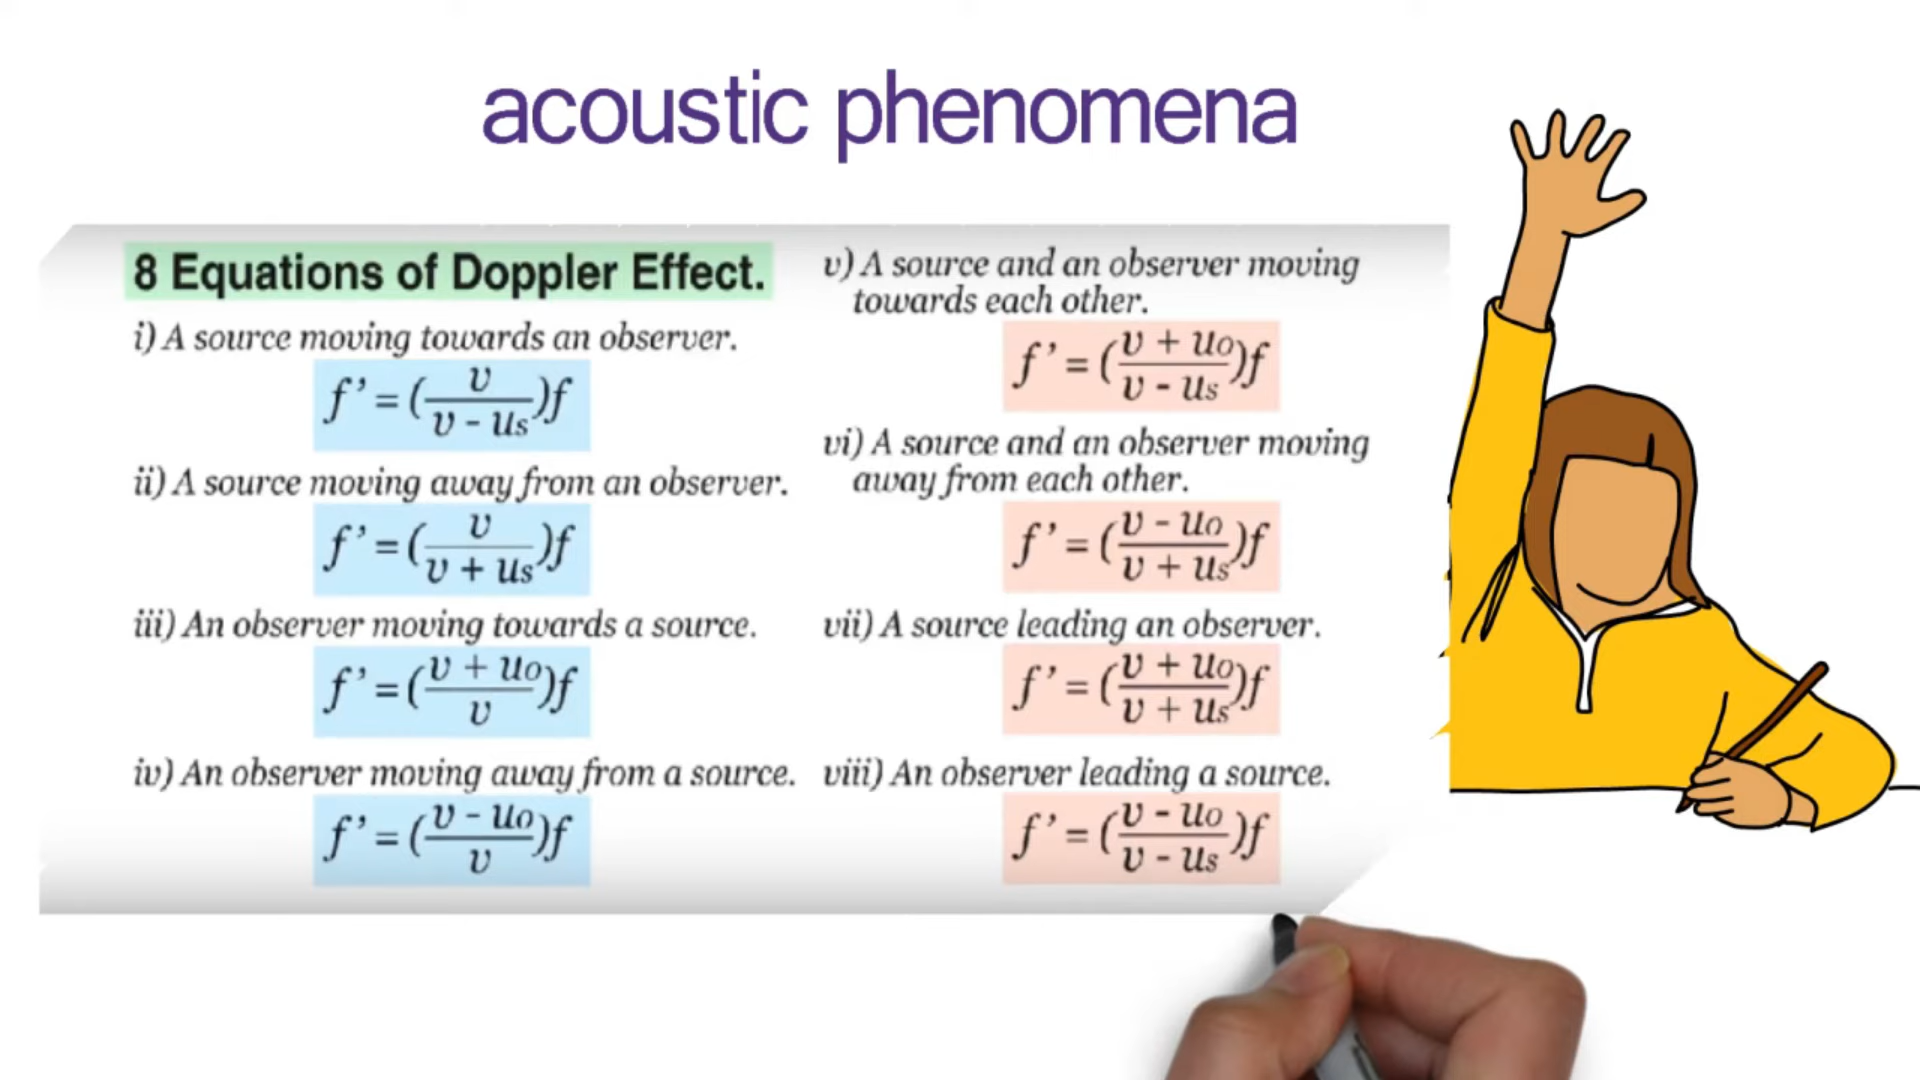 acoustic phenomena
8 Equations of Doppler Effect.
i) A source moving towards an observer.
f' = (v / v - us)f
ii) A source moving away from an observer.
f' = (v / v + us)f
iii) An observer moving towards a source.
f' = (v + uo / v)f
iv) An observer moving away from a source.
f' = (v - uo / v)f
v) A source and an observer moving
towards each other.
f' = (v + uo / v - us)f
vi) A source and an observer moving
away from each other.
f' = (v - uo / v + us)f
vii) A source leading an observer.
f' = (v + uo / v + us)f
viii) An observer leading a source.
f' = (v - uo / v - us)f